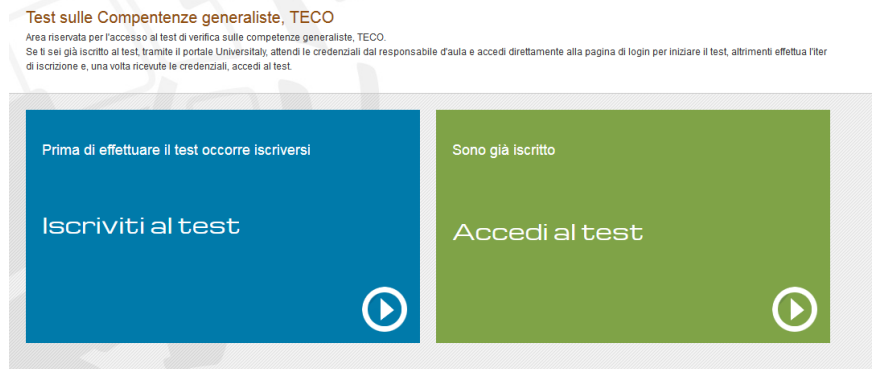 Test sulle Compentenze generaliste, TECO
Area riservata per l'accesso al test di verifica sulle competenze generaliste, TECO.
Se ti sei già iscritto al test, tramite il portale Universitaly, attendi le credenziali dal responsabile d'aula e accedi direttamente alla pagina di login per iniziare il test, altrimenti effettua l'iter
di iscrizione e, una volta ricevute le credenziali, accedi al test.
Prima di effettuare il test occorre iscriversi
Iscriviti al test
Sono già iscritto
Accedi al test